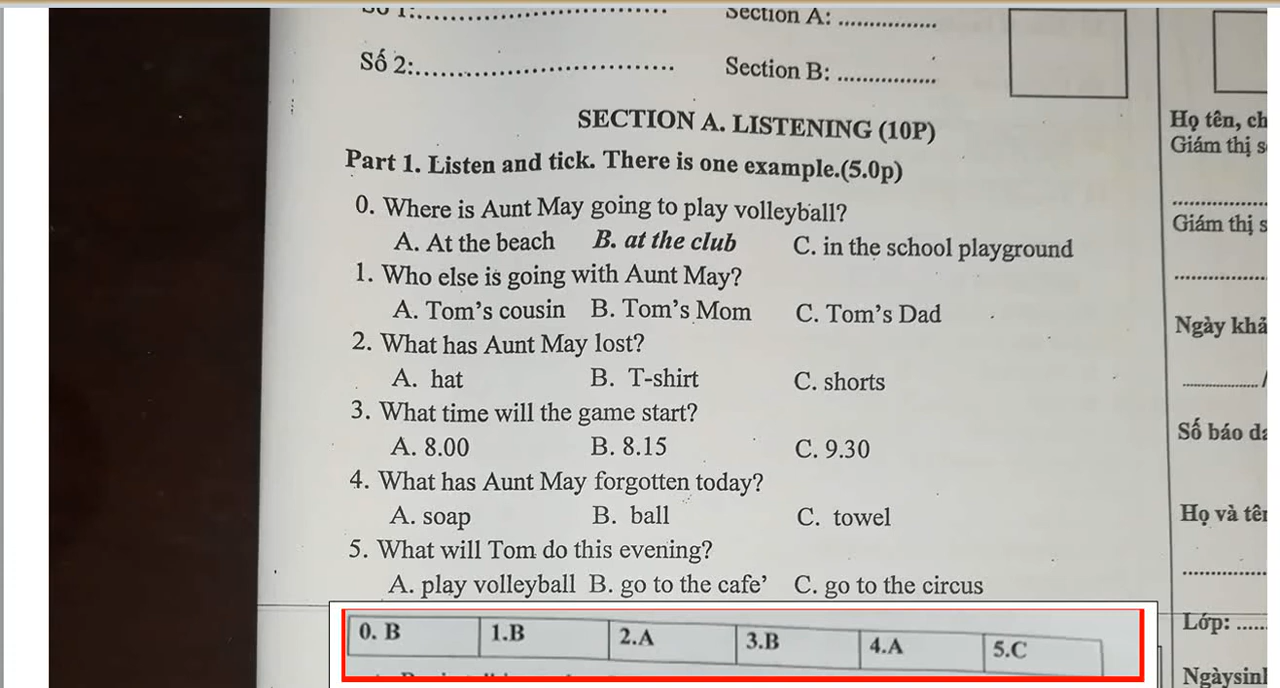 Số 1:..............................
Section A: ...............
Số 2:..............................
Section B: ...............
SECTION A. LISTENING (10P)
Part 1. Listen and tick. There is one example.(5.0p)
0. Where is Aunt May going to play volleyball?
A. At the beach B. at the club C. in the school playground
1. Who else is going with Aunt May?
A. Tom's cousin B. Tom's Mom C. Tom's Dad
2. What has Aunt May lost?
A. hat B. T-shirt C. shorts
3. What time will the game start?
A. 8.00 B. 8.15 C. 9.30
4. What has Aunt May forgotten today?
A. soap B. ball C. towel
5. What will Tom do this evening?
A. play volleyball B. go to the cafe' C. go to the circus
0. B 1.B 2.A 3.B 4.A 5.C
Họ tên, ch
Giám thị s
Giám thị s
Ngày khả
Số báo da
Họ và tên
Lớp: .....
Ngàysinh